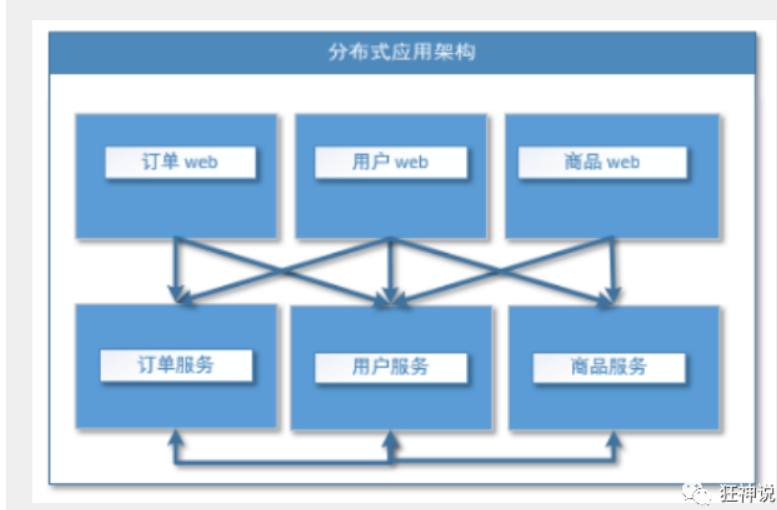 分布式应用架构
订单 web
用户 web
商品 web
订单服务
用户服务
商品服务
狂神说